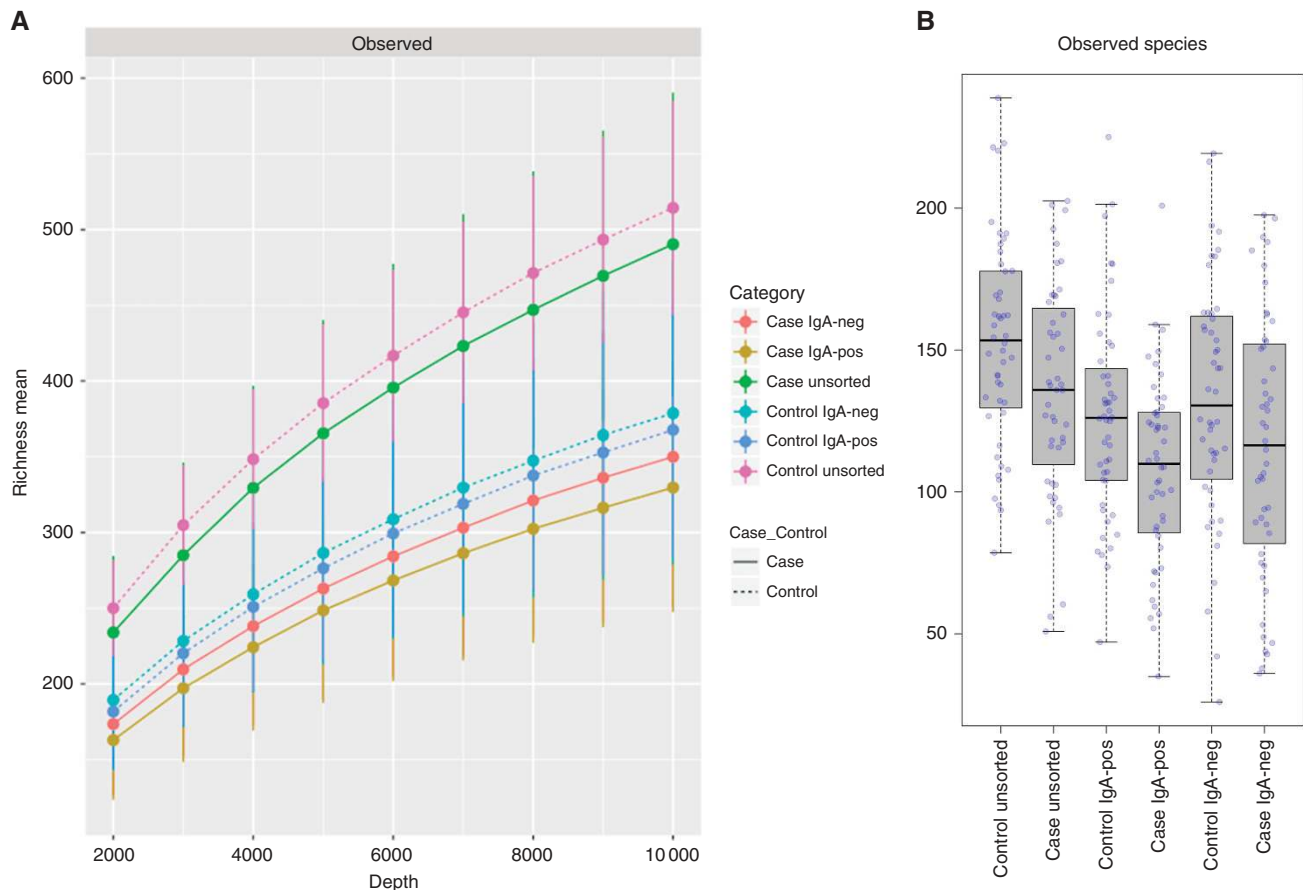 A
Observed
600
500
400
300
200
Richness mean
2000
4000
6000
8000
10 000
Depth
Category
Case IgA-neg
Case IgA-pos
Case unsorted
Control IgA-neg
Control IgA-pos
Control unsorted
Case_Control
Case
Control
B
Observed species
200
150
100
50
Control unsorted
Case unsorted
Control IgA-pos
Case IgA-pos
Control IgA-neg
Case IgA-neg